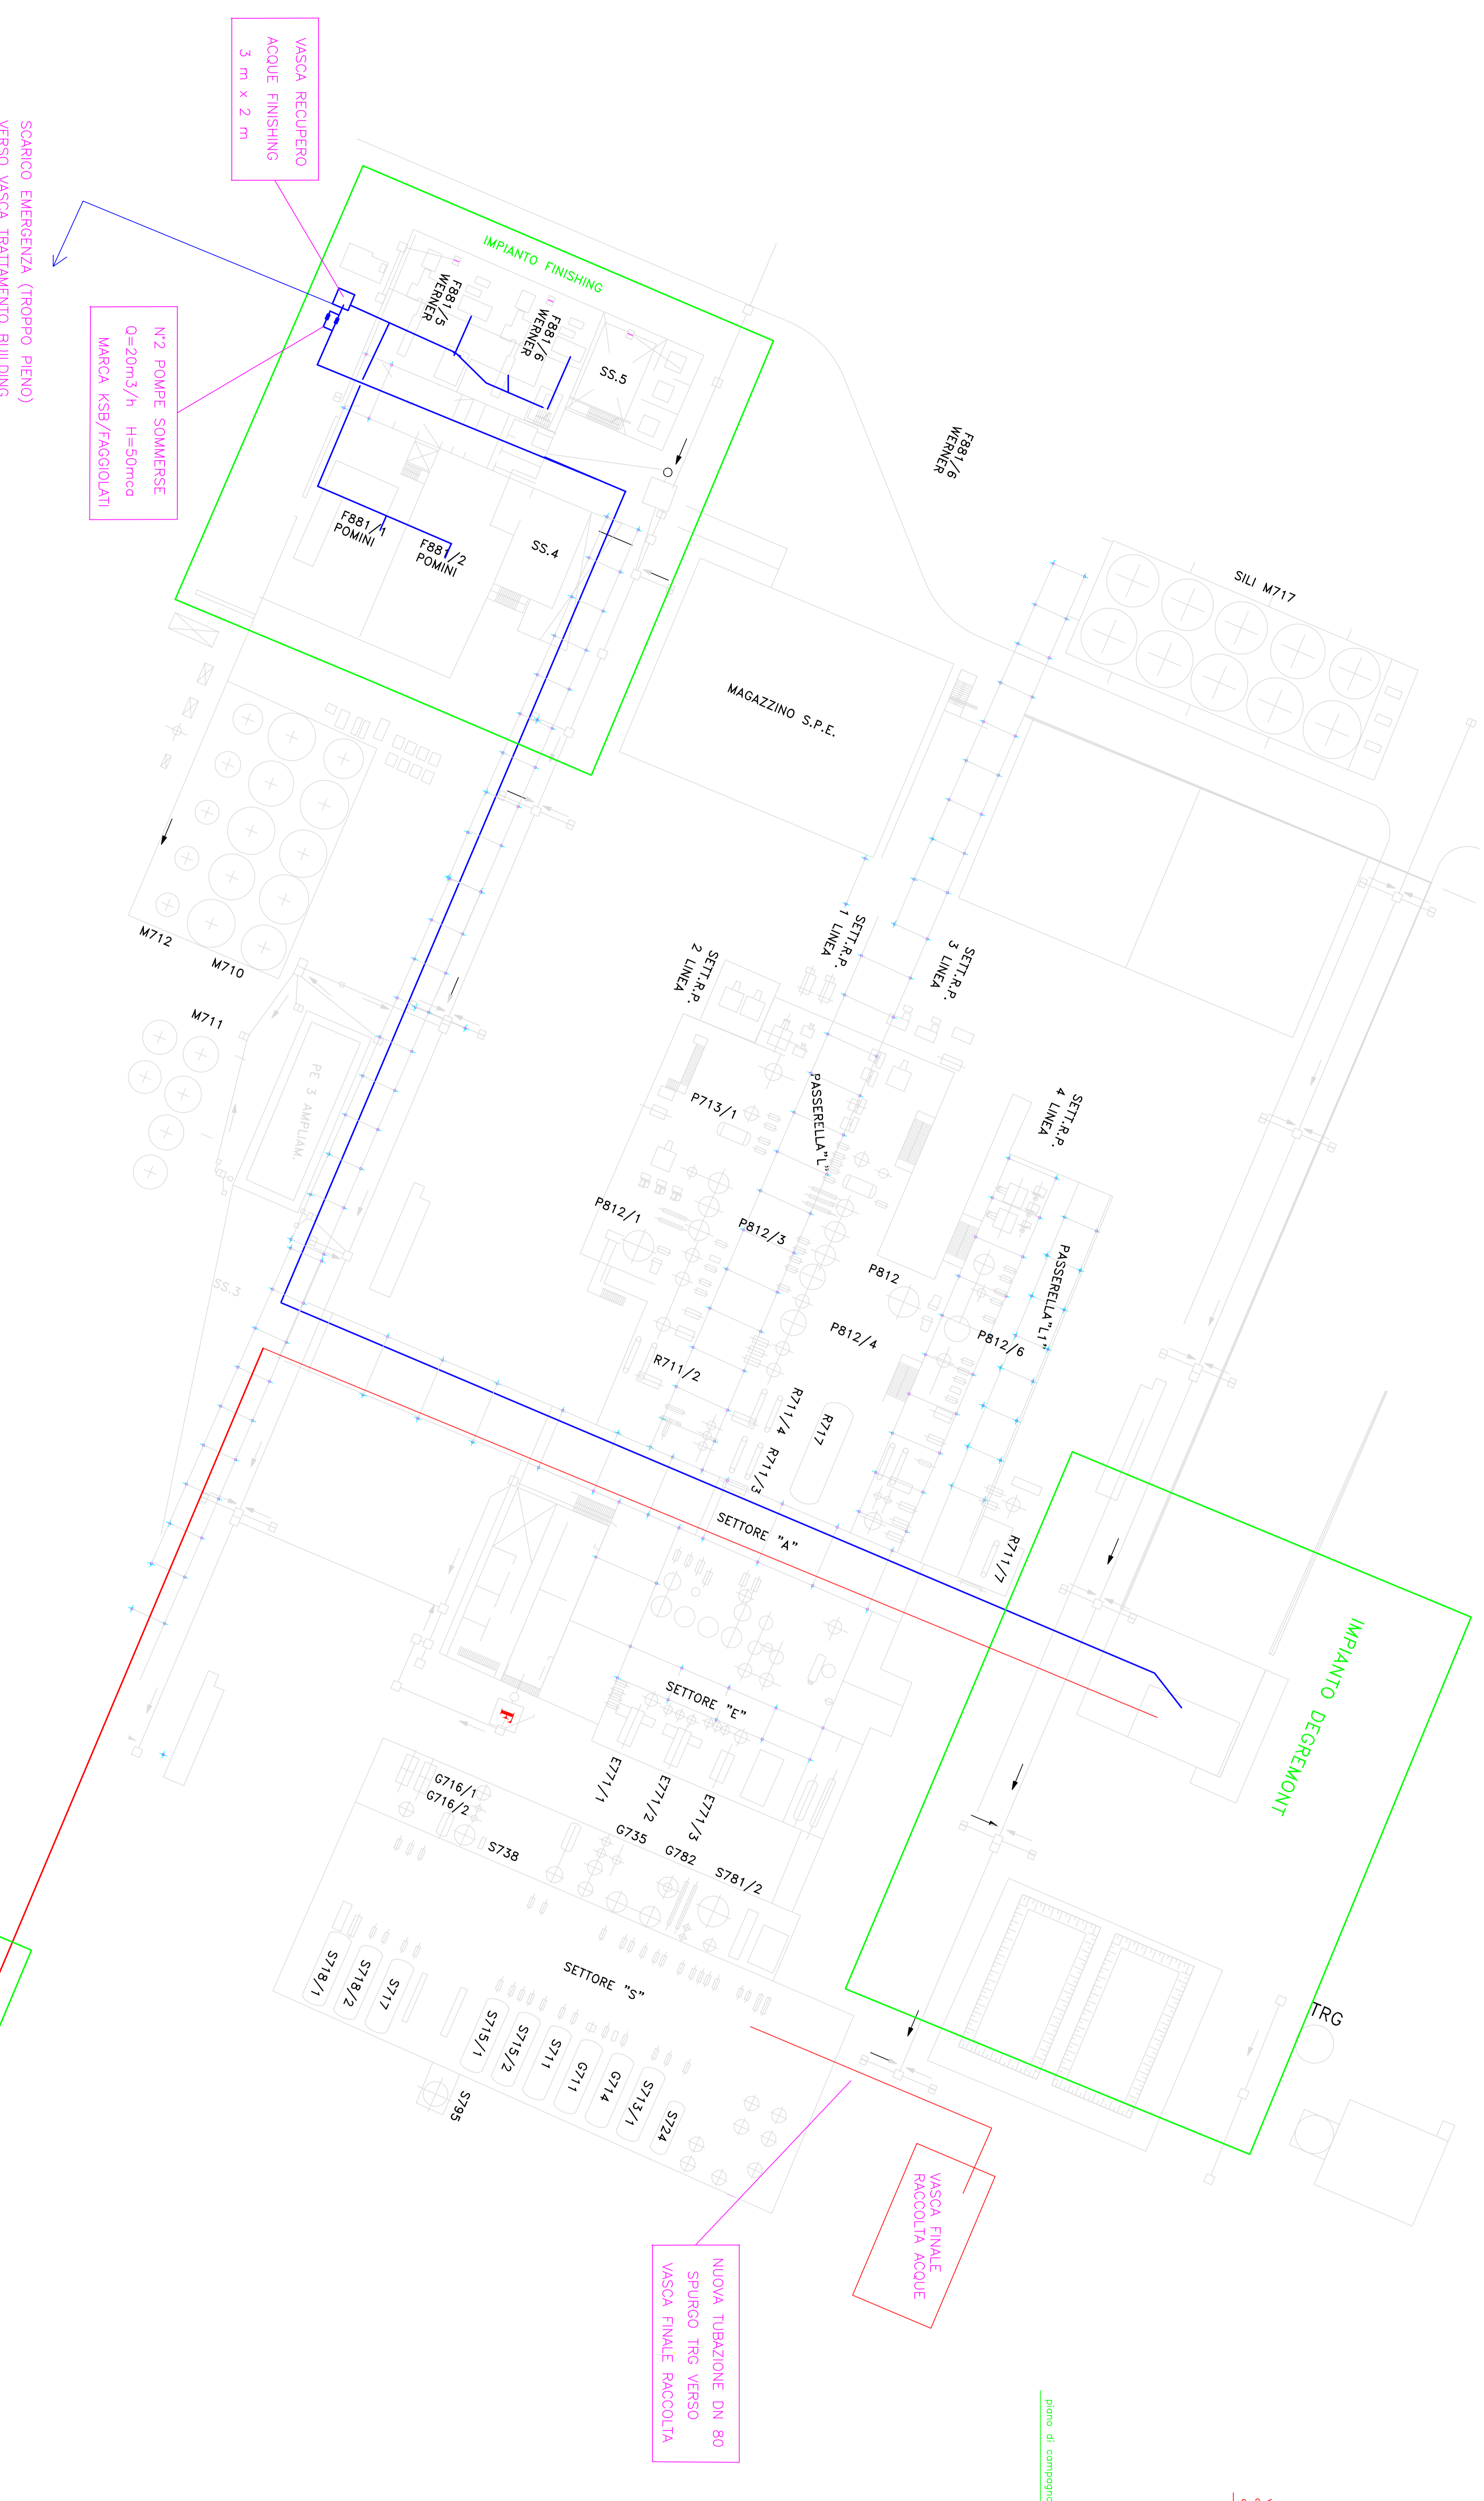 VASCA RECUPERO
ACQUE FINISHING
3 m x 2 m
SCARICO EMERGENZA (TROPPO PIENO)
VERSO VASCA TRATTAMENTO BUILDING
N°2 POMPE SOMMERSE
Q=20m3/h H=50mca
MARCA KSB/FAGGIOLATI
IMPIANTO FINISHING
F881/5
WERNER
F881/6
WERNER
SS.5
F881/6
WERNER
F881/1
POMINI
F881/2
POMINI
SS.4
SILI M717
MAGAZZINO S.P.E.
M712
M710
M711
PE 3 AMPLIAM.
SS.3
SETT.R.P.
2 LINEA
SETT.R.P.
1 LINEA
SETT.R.P.
3 LINEA
SETT.R.P.
4 LINEA
P713/1
PASSERELLA"L"
P812/1
P812/3
P812
PASSERELLA"L1"
P812/4
P812/6
R711/2
R711/4
R717
R711/3
SETTORE "A"
R711/7
IMPIANTO DEGREMONT
SETTORE "E"
F
E771/1
E771/2
E771/3
G716/1
G716/2
S738
G735
G782
S781/2
SETTORE "S"
S718/1
S718/2
S717
S715/1
S715/2
S711
G711
G714
S713/1
S724
S795
TRG
VASCA FINALE
RACCOLTA ACQUE
NUOVA TUBAZIONE DN 80
SPURGO TRG VERSO
VASCA FINALE RACCOLTA
piano di campagna